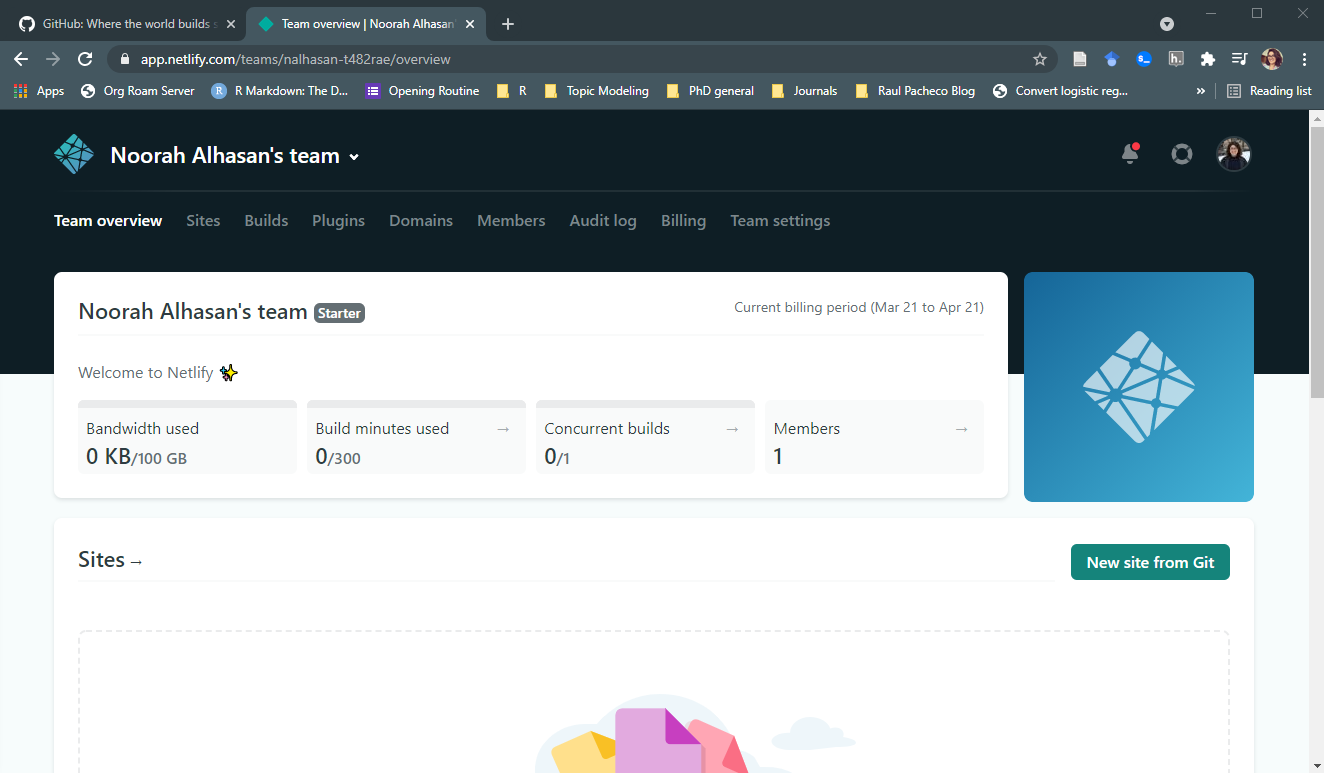 GitHub: Where the world builds s
Team overview | Noorah Alhasan'
app.netlify.com/teams/nalhasan-t482rae/overview
Apps Org Roam Server R R Markdown: The D... Opening Routine R Topic Modeling PhD general Journals Raul Pacheco Blog Convert logistic reg... » Reading list
Noorah Alhasan's team
Team overview Sites Builds Plugins Domains Members Audit log Billing Team settings
Noorah Alhasan's team Starter
Current billing period (Mar 21 to Apr 21)
Welcome to Netlify ✨
Bandwidth used
0 KB/100 GB
Build minutes used →
0/300
Concurrent builds →
0/1
Members →
1
Sites →
New site from Git